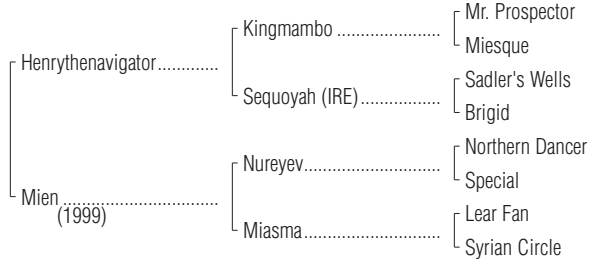 Mr. Prospector
Kingmambo ....................
Miesque
Henrythenavigator.............
Sadler's Wells
Sequoyah (IRE)................
Brigid
Northern Dancer
Nureyev...........................
Special
Mien .................................
(1999)
Lear Fan
Miasma...........................
Syrian Circle